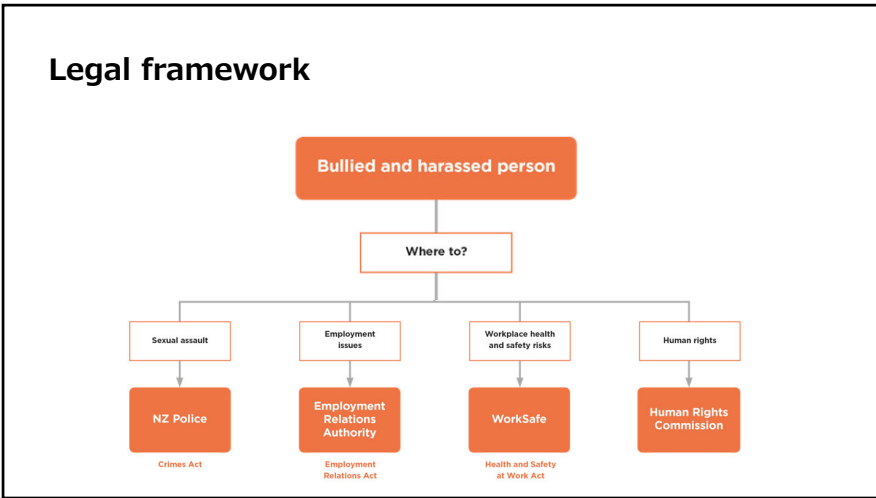 Legal framework
Bullied and harassed person
Where to?
Sexual assault
Employment
issues
Workplace health
and safety risks
Human rights
NZ Police
Employment
Relations
Authority
WorkSafe
Human Rights
Commission
Crimes Act
Employment
Relations Act
Health and Safety
at Work Act